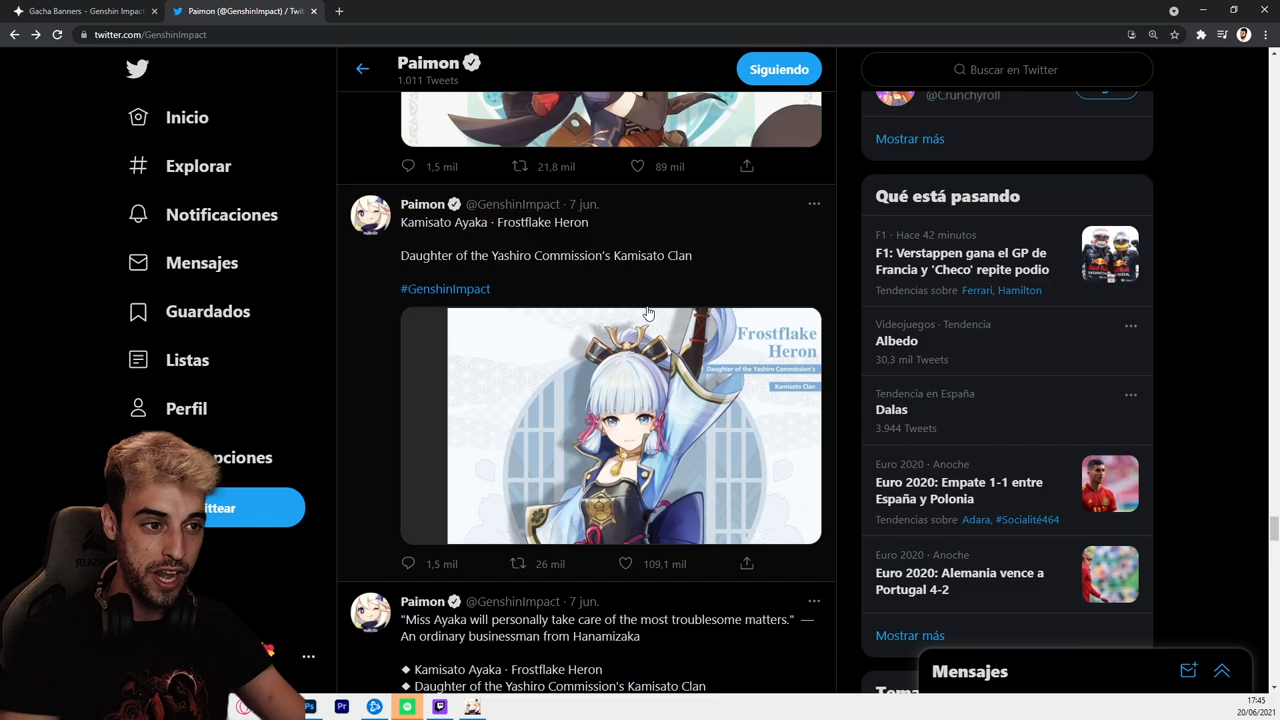 Gacha Banners - Genshin Impact
Paimon (@GenshinImpact) / Twit
twitter.com/GenshinImpact
Inicio
Explorar
Notificaciones
Mensajes
Guardados
Listas
Perfil
pciones
ittear
Paimon
1.011 Tweets
Siguiendo
1,5 mil
21,8 mil
89 mil
Paimon @GenshinImpact · 7 jun.
Kamisato Ayaka · Frostflake Heron
Daughter of the Yashiro Commission's Kamisato Clan
#GenshinImpact
Frostflake
Heron
Daughter of the Yashiro Commission's
Kamisato Clan
1,5 mil
26 mil
109,1 mil
Paimon @GenshinImpact · 7 jun.
"Miss Ayaka will personally take care of the most troublesome matters." —
An ordinary businessman from Hanamizaka
◆ Kamisato Ayaka · Frostflake Heron
◆ Daughter of the Yashiro Commission's Kamisato Clan
Buscar en Twitter
@Crunchyroll
Mostrar más
Qué está pasando
F1 · Hace 42 minutos
F1: Verstappen gana el GP de
Francia y 'Checo' repite podio
Tendencias sobre Ferrari, Hamilton
Videojuegos · Tendencia
Albedo
30,3 mil Tweets
Tendencia en España
Dalas
3.944 Tweets
Euro 2020 · Anoche
Euro 2020: Empate 1-1 entre
España y Polonia
Tendencias sobre Adara, #Socialité464
Euro 2020 · Anoche
Euro 2020: Alemania vence a
Portugal 4-2
Mostrar más
Mensajes
Ps
Pr
17:45
20/06/2021